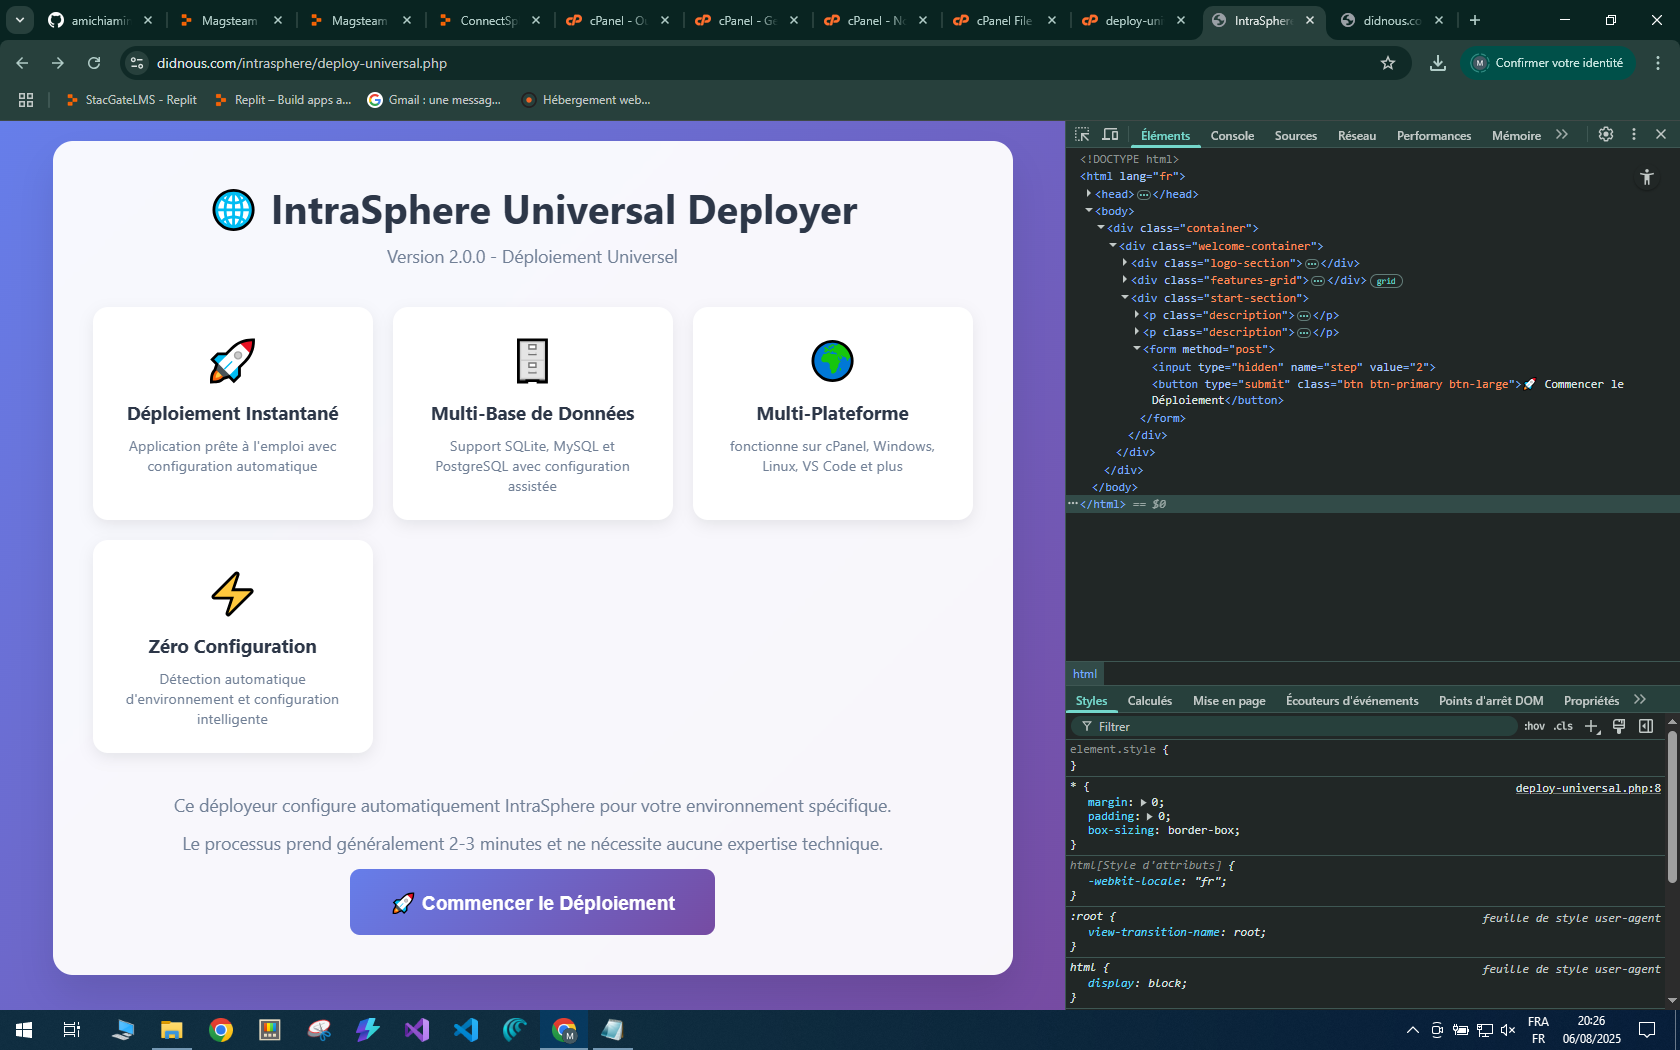 amichiamin
Magsteam
Magsteam
ConnectSp
cPanel - Ou
cPanel - Ge
cPanel - No
cPanel File
deploy-uni
IntraSphere
didnous.co
didnous.com/intrasphere/deploy-universal.php
Confirmer votre identité
StacGateLMS - Replit
Replit – Build apps a...
Gmail : une messag...
Hébergement web...
IntraSphere Universal Deployer
Version 2.0.0 - Déploiement Universel
Déploiement Instantané
Application prête à l'emploi avec
configuration automatique
Multi-Base de Données
Support SQLite, MySQL et
PostgreSQL avec configuration
assistée
Multi-Plateforme
fonctionne sur cPanel, Windows,
Linux, VS Code et plus
Zéro Configuration
Détection automatique
d'environnement et configuration
intelligente
Ce déployeur configure automatiquement IntraSphere pour votre environnement spécifique.
Le processus prend généralement 2-3 minutes et ne nécessite aucune expertise technique.
🚀 Commencer le Déploiement
Éléments Console Sources Réseau Performances Mémoire
<!DOCTYPE html>
<html lang="fr">
<head> ⋯ </head>
<body>
<div class="container">
<div class="welcome-container">
<div class="logo-section"> ⋯ </div>
<div class="features-grid"> ⋯ </div> grid
<div class="start-section">
<p class="description"> ⋯ </p>
<p class="description"> ⋯ </p>
<form method="post">
<input type="hidden" name="step" value="2">
<button type="submit" class="btn btn-primary btn-large">🚀 Commencer le
Déploiement</button>
</form>
</div>
</div>
</div>
</body>
⋯ </html> == $0
html
Styles Calculés Mise en page Écouteurs d'événements Points d'arrêt DOM Propriétés
Filtrer :hov .cls
element.style {
}
* { deploy-universal.php:8
margin: 0;
padding: 0;
box-sizing: border-box;
}
html[Style d'attributs] {
-webkit-locale: "fr";
}
:root { feuille de style user-agent
view-transition-name: root;
}
html { feuille de style user-agent
display: block;
}
FRA
FR
20:26
06/08/2025